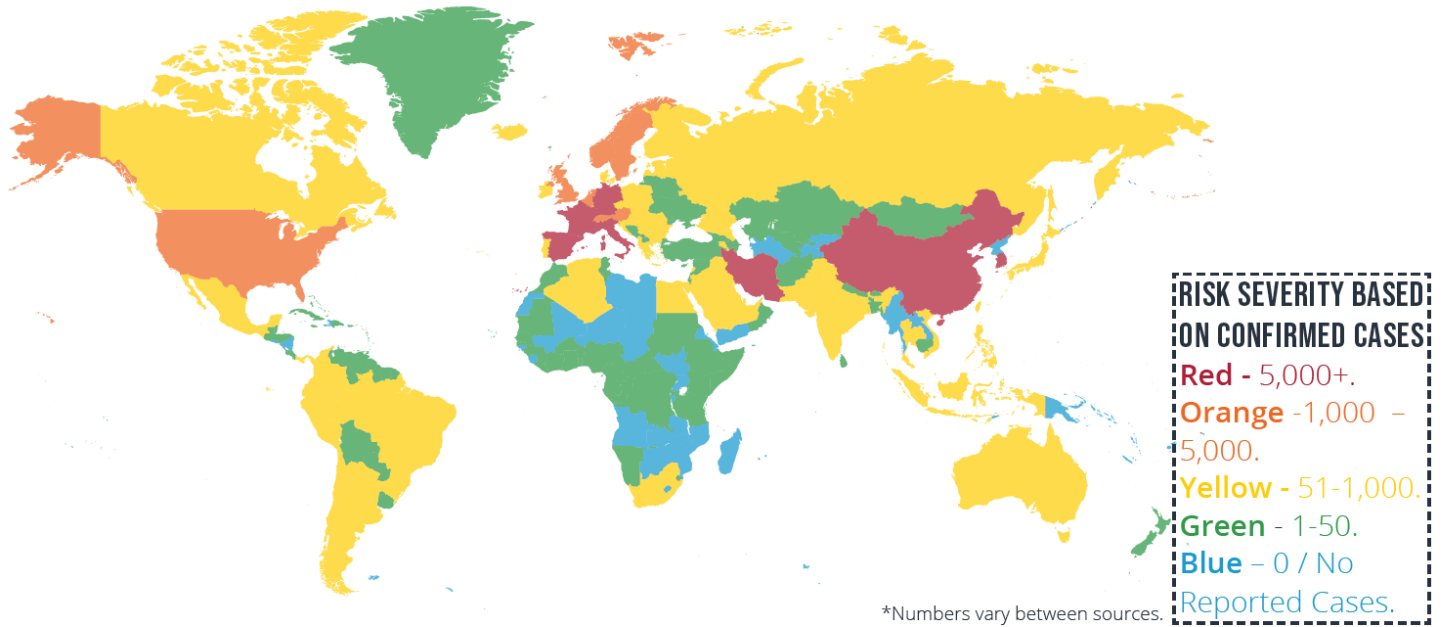 RISK SEVERITY BASED
ON CONFIRMED CASES
Red - 5,000+.
Orange -1,000 –
5,000.
Yellow - 51-1,000.
Green - 1-50.
Blue – 0 / No
Reported Cases.
*Numbers vary between sources.